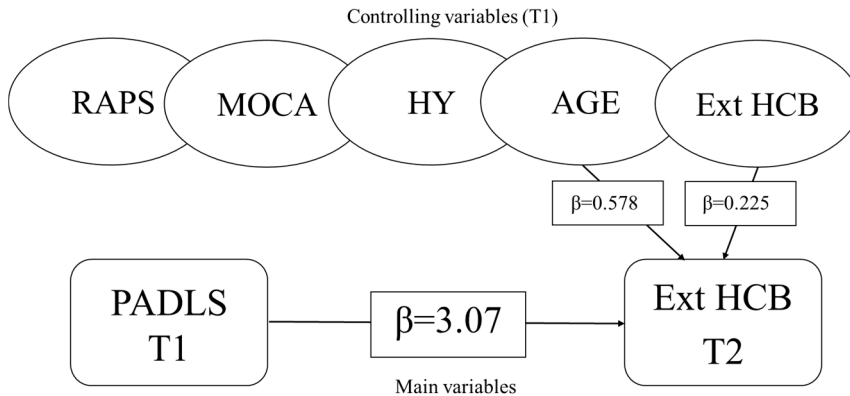 Controlling variables (T1)
RAPS MOCA HY AGE Ext HCB
β=0.578 β=0.225
PADLS
T1
β=3.07
Ext HCB
T2
Main variables